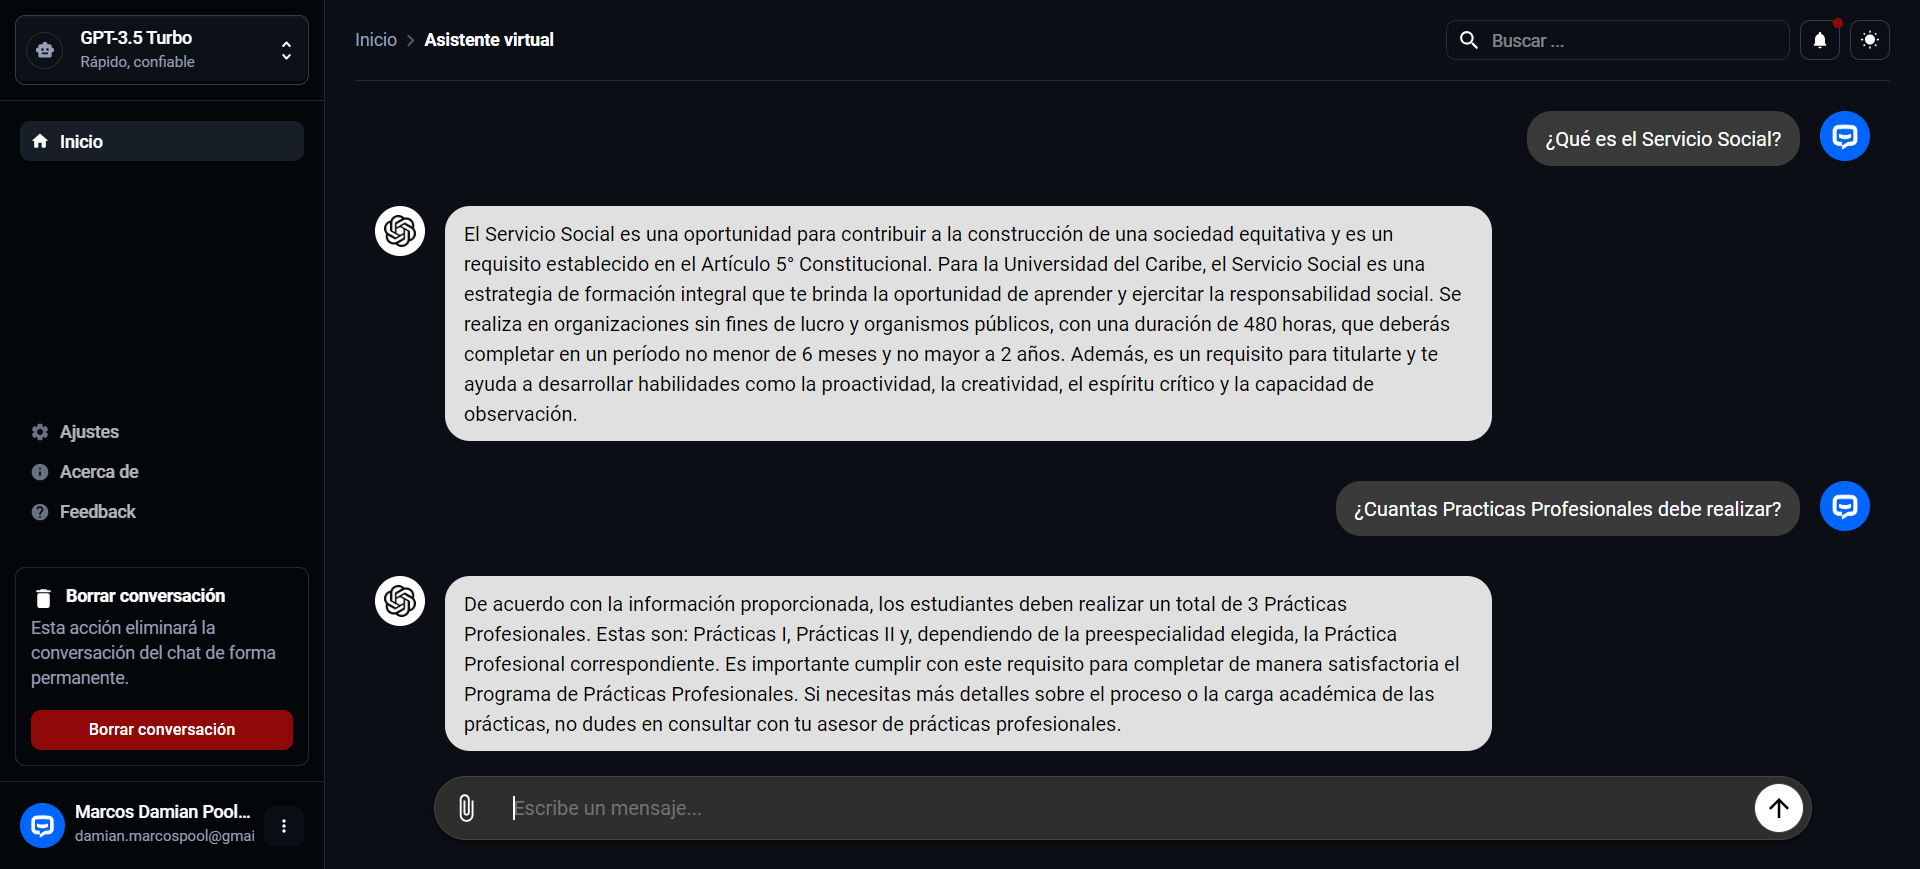 GPT-3.5 Turbo
Rápido, confiable
Inicio
Ajustes
Acerca de
Feedback
Borrar conversación
Esta acción eliminará la
conversación del chat de forma
permanente.
Borrar conversación
Marcos Damian Pool...
damian.marcospool@gmai
Inicio > Asistente virtual
Buscar ...
¿Qué es el Servicio Social?
El Servicio Social es una oportunidad para contribuir a la construcción de una sociedad equitativa y es un
requisito establecido en el Artículo 5° Constitucional. Para la Universidad del Caribe, el Servicio Social es una
estrategia de formación integral que te brinda la oportunidad de aprender y ejercitar la responsabilidad social. Se
realiza en organizaciones sin fines de lucro y organismos públicos, con una duración de 480 horas, que deberás
completar en un período no menor de 6 meses y no mayor a 2 años. Además, es un requisito para titularte y te
ayuda a desarrollar habilidades como la proactividad, la creatividad, el espíritu crítico y la capacidad de
observación.
¿Cuantas Practicas Profesionales debe realizar?
De acuerdo con la información proporcionada, los estudiantes deben realizar un total de 3 Prácticas
Profesionales. Estas son: Prácticas I, Prácticas II y, dependiendo de la preespecialidad elegida, la Práctica
Profesional correspondiente. Es importante cumplir con este requisito para completar de manera satisfactoria el
Programa de Prácticas Profesionales. Si necesitas más detalles sobre el proceso o la carga académica de las
prácticas, no dudes en consultar con tu asesor de prácticas profesionales.
Escribe un mensaje...